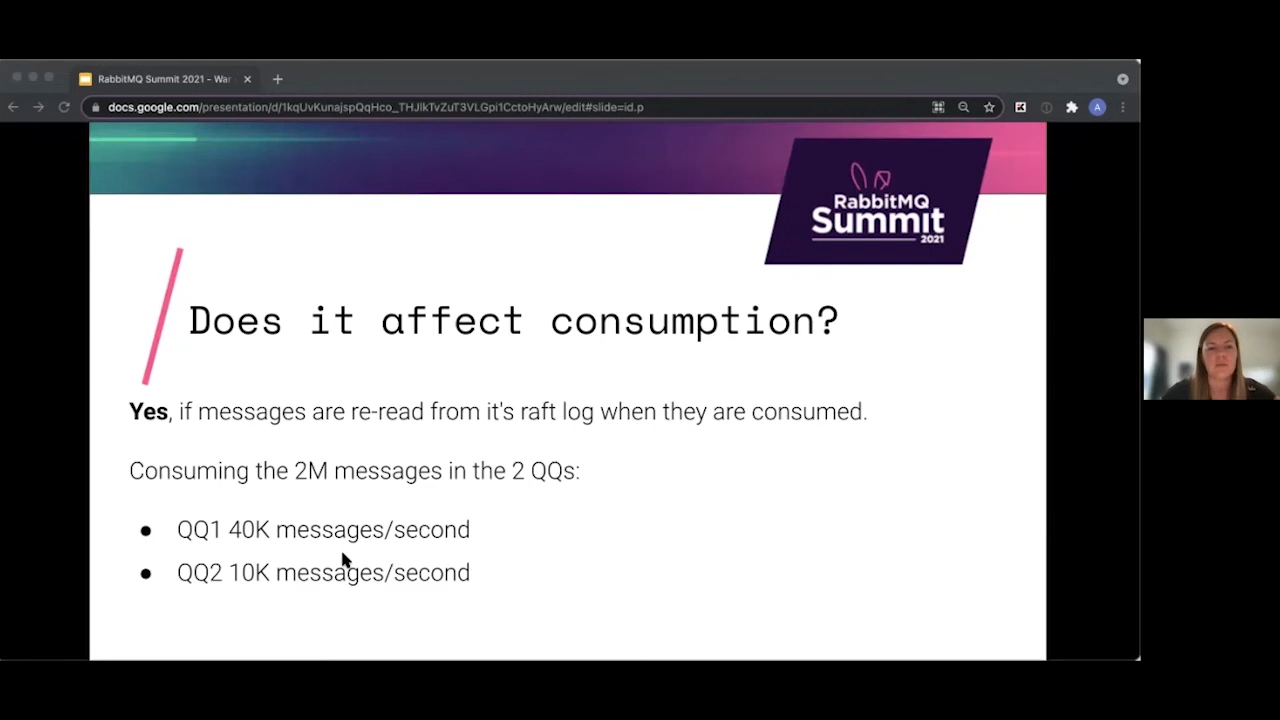 RabbitMQ Summit 2021 - War
docs.google.com/presentation/d/1kqUvKunajspQqHco_THJlkTvZuT3VLGpi1CctoHyArw/edit#slide=id.p
A
RabbitMQ
Summit
2021
Does it affect consumption?
Yes, if messages are re-read from it's raft log when they are consumed.
Consuming the 2M messages in the 2 QQs:
● QQ1 40K messages/second
● QQ2 10K messages/second